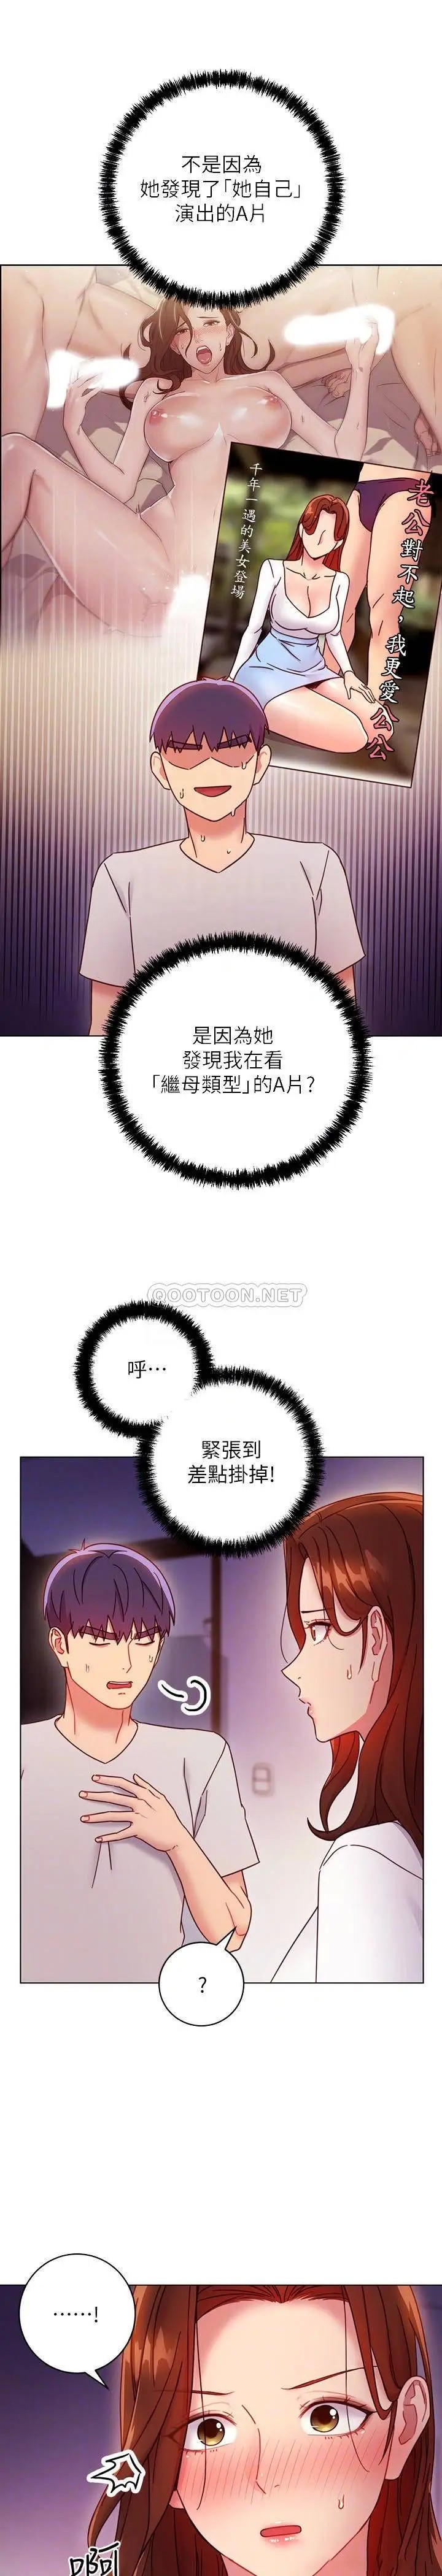 不是因為
她發現了「她自己」
演出的A片
千年一遇的美女登場
老公對不起，我更愛公公
是因為她
發現我在看
「繼母類型」的A片?
QOOTOON.NET
呼…
緊張到
差點掛掉!
?
……!
啊